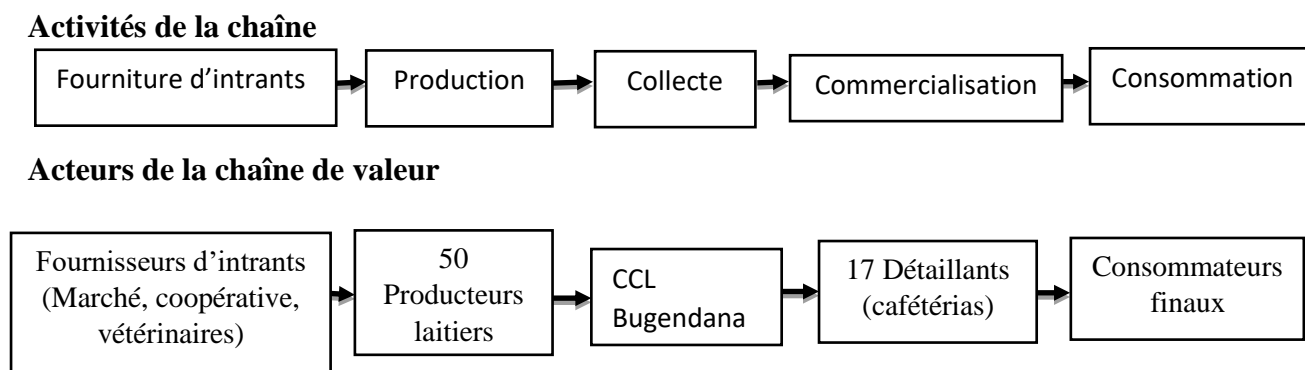 Activités de la chaîne
Fourniture d’intrants
Production
Collecte
Commercialisation
Consommation
Acteurs de la chaîne de valeur
Fournisseurs d’intrants
(Marché, coopérative,
vétérinaires)
50
Producteurs
laitiers
CCL
Bugendana
17 Détaillants
(cafétérias)
Consommateurs
finaux